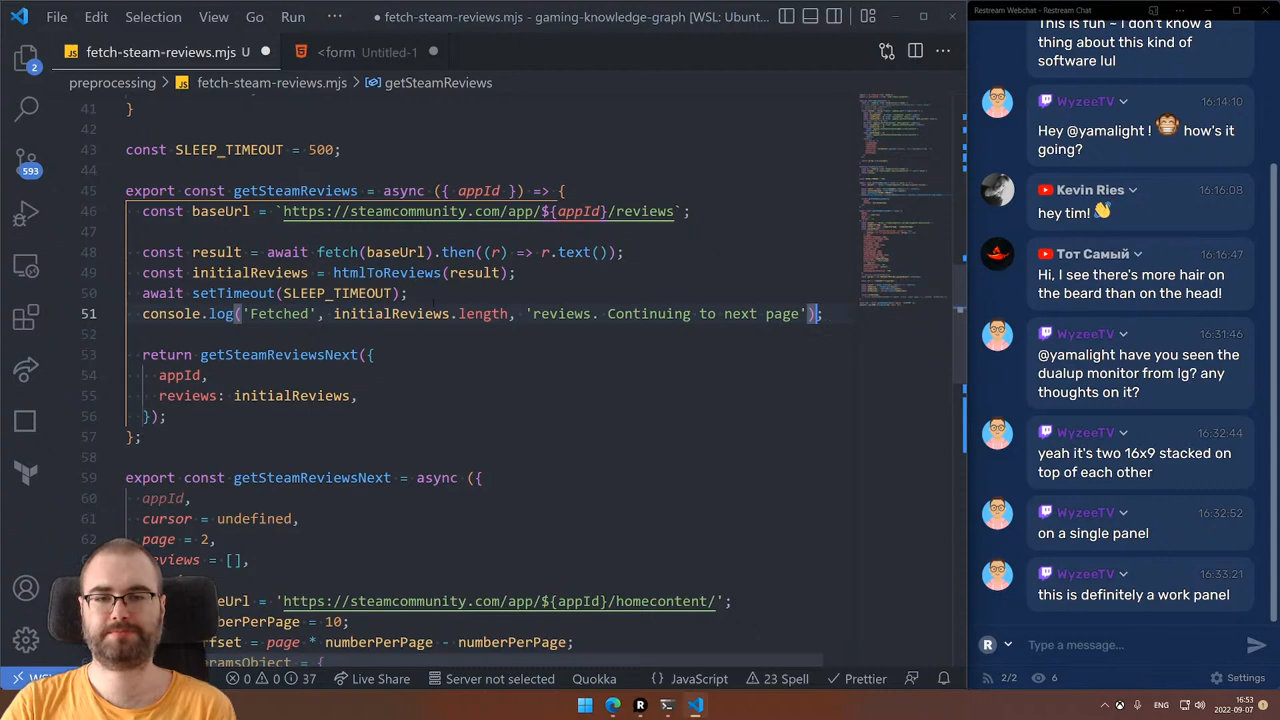 File Edit Selection View Go Run ··· ● fetch-steam-reviews.mjs - gaming-knowledge-graph [WSL: Ubunt...
Restream Webchat - Restream Chat
JS fetch-steam-reviews.mjs U ●
<form Untitled-1 ●
preprocessing > JS fetch-steam-reviews.mjs > getSteamReviews
41 }
42
43 const SLEEP_TIMEOUT = 500;
44
45 export const getSteamReviews = async ({ appId }) => {
46 const baseUrl = `https://steamcommunity.com/app/${appId}/reviews`;
47
48 const result = await fetch(baseUrl).then((r) => r.text());
49 const initialReviews = htmlToReviews(result);
50 await setTimeout(SLEEP_TIMEOUT);
51 console.log('Fetched', initialReviews.length, 'reviews. Continuing to next page');
52
53 return getSteamReviewsNext({
54 appId,
55 reviews: initialReviews,
56 });
57 };
58
59 export const getSteamReviewsNext = async ({
60 appId,
61 cursor = undefined,
page = 2,
reviews = [],
eUrl = 'https://steamcommunity.com/app/${appId}/homecontent/';
berPerPage = 10;
ffset = page * numberPerPage - numberPerPage;
aramsObject = {
2
593
0 0 37 Live Share Server not selected Quokka {} JavaScript 23 Spell Prettier
This is fun ~ I don't know a
thing about this kind of
software lul
WyzeeTV 16:10:10
Hey @yamalight how's it
going?
Kevin Ries 16:13:03
hey tim!
Тот Самый
Hi, I see there's more hair on
the beard than on the head!
WyzeeTV 16:31:46
@yamalight have you seen the
dualup monitor from lg? any
thoughts on it?
WyzeeTV 16:32:44
yeah it's two 16x9 stacked on
top of each other
WyzeeTV 16:32:52
on a single panel
WyzeeTV 16:33:21
this is definitely a work panel
R Type a message...
2/2 6 Settings
R
ENG
16:53
2022-09-07